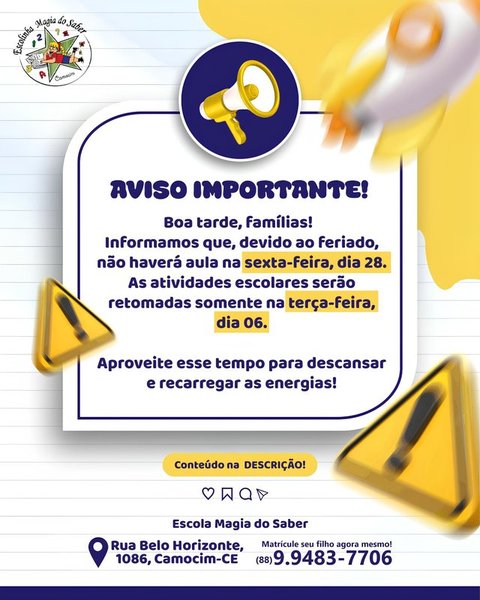 Escolinha Magia do Saber
Camocim
AVISO IMPORTANTE!
Boa tarde, famílias!
Informamos que, devido ao feriado,
não haverá aula na sexta-feira, dia 28.
As atividades escolares serão
retomadas somente na terça-feira,
dia 06.
Aproveite esse tempo para descansar
e recarregar as energias!
Conteúdo na DESCRIÇÃO!
Escola Magia do Saber
Rua Belo Horizonte,
1086, Camocim-CE
Matricule seu filho agora mesmo!
(88)9.9483-7706